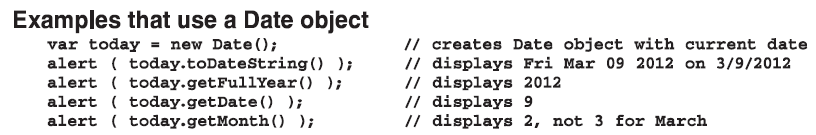 Examples that use a Date object
var today = new Date(); // creates Date object with current date
alert ( today.toDateString() ); // displays Fri Mar 09 2012 on 3/9/2012
alert ( today.getFullYear() ); // displays 2012
alert ( today.getDate() ); // displays 9
alert ( today.getMonth() ); // displays 2, not 3 for March